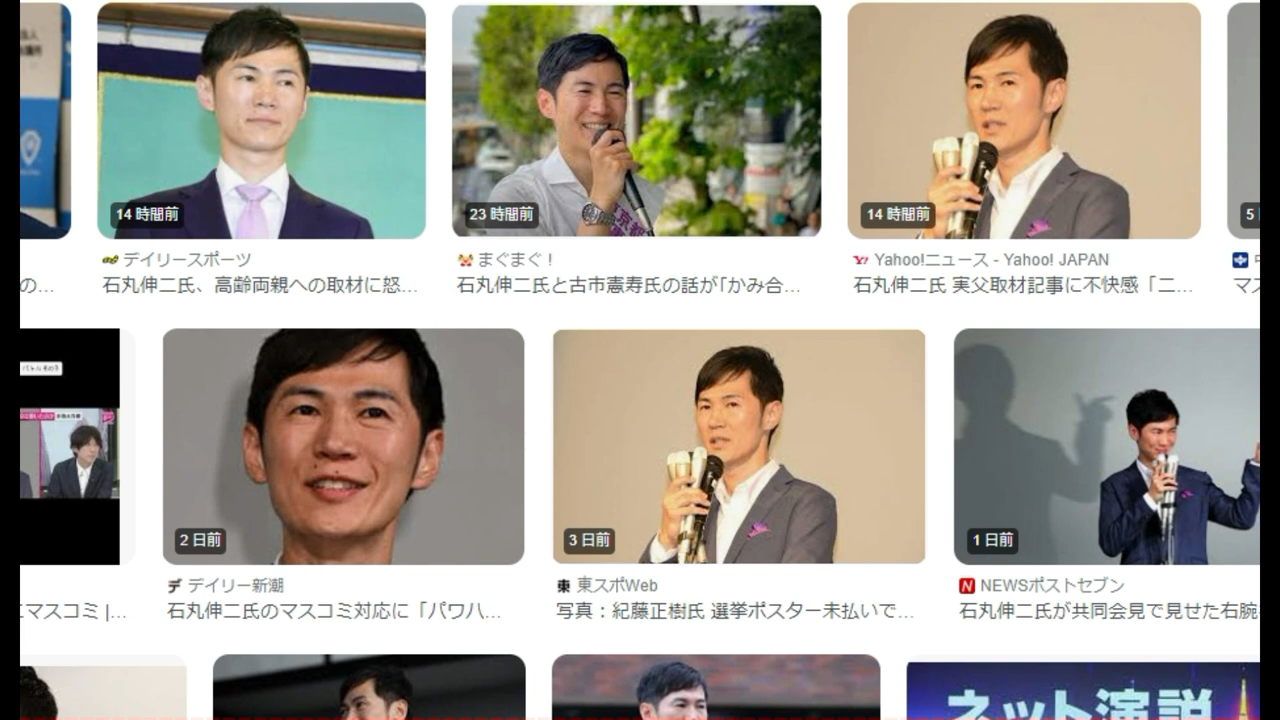 14 時間前
23 時間前
14 時間前
5
デイリースポーツ
まぐまぐ！
Yahoo!ニュース - Yahoo! JAPAN
の...
石丸伸二氏、高齢両親への取材に怒...
石丸伸二氏と古市憲寿氏の話が「かみ合...
石丸伸二氏 実父取材記事に不快感「二...
マス
2 日前
3 日前
1 日前
デイリー新潮
東スポWeb
NEWSポストセブン
マスコミ |...
石丸伸二氏のマスコミ対応に「パワハ...
写真：紀藤正樹氏 選挙ポスター未払いで...
石丸伸二氏が共同会見で見せた右腕
ネット演説